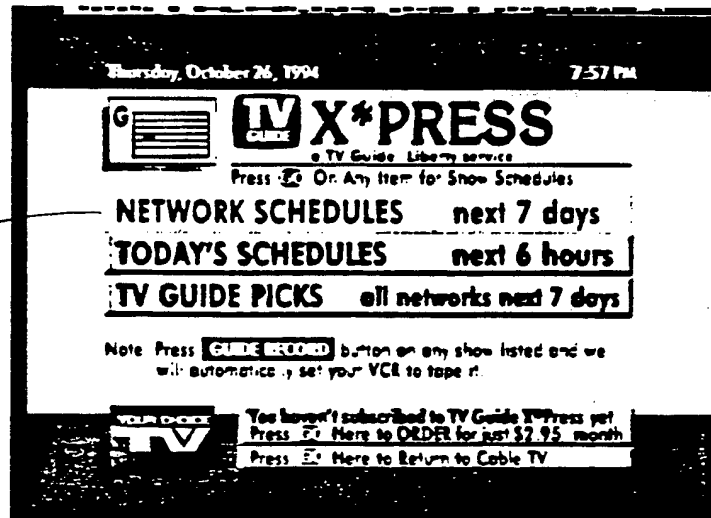 Thursday, October 26, 1994 7:57 PM
G
TV GUIDE X*PRESS
a TV Guide Liberty service
Press GO On Any Item for Show Schedules
NETWORK SCHEDULES next 7 days
TODAY'S SCHEDULES next 6 hours
TV GUIDE PICKS all networks next 7 days
Note Press GUIDE RECORD button on any show listed and we
will automatically set your VCR to tape it.
YOUR CHOICE TV
You haven't subscribed to TV Guide X*Press yet
Press GO Here to ORDER for just $2.95 month
Press GO Here to Return to Cable TV